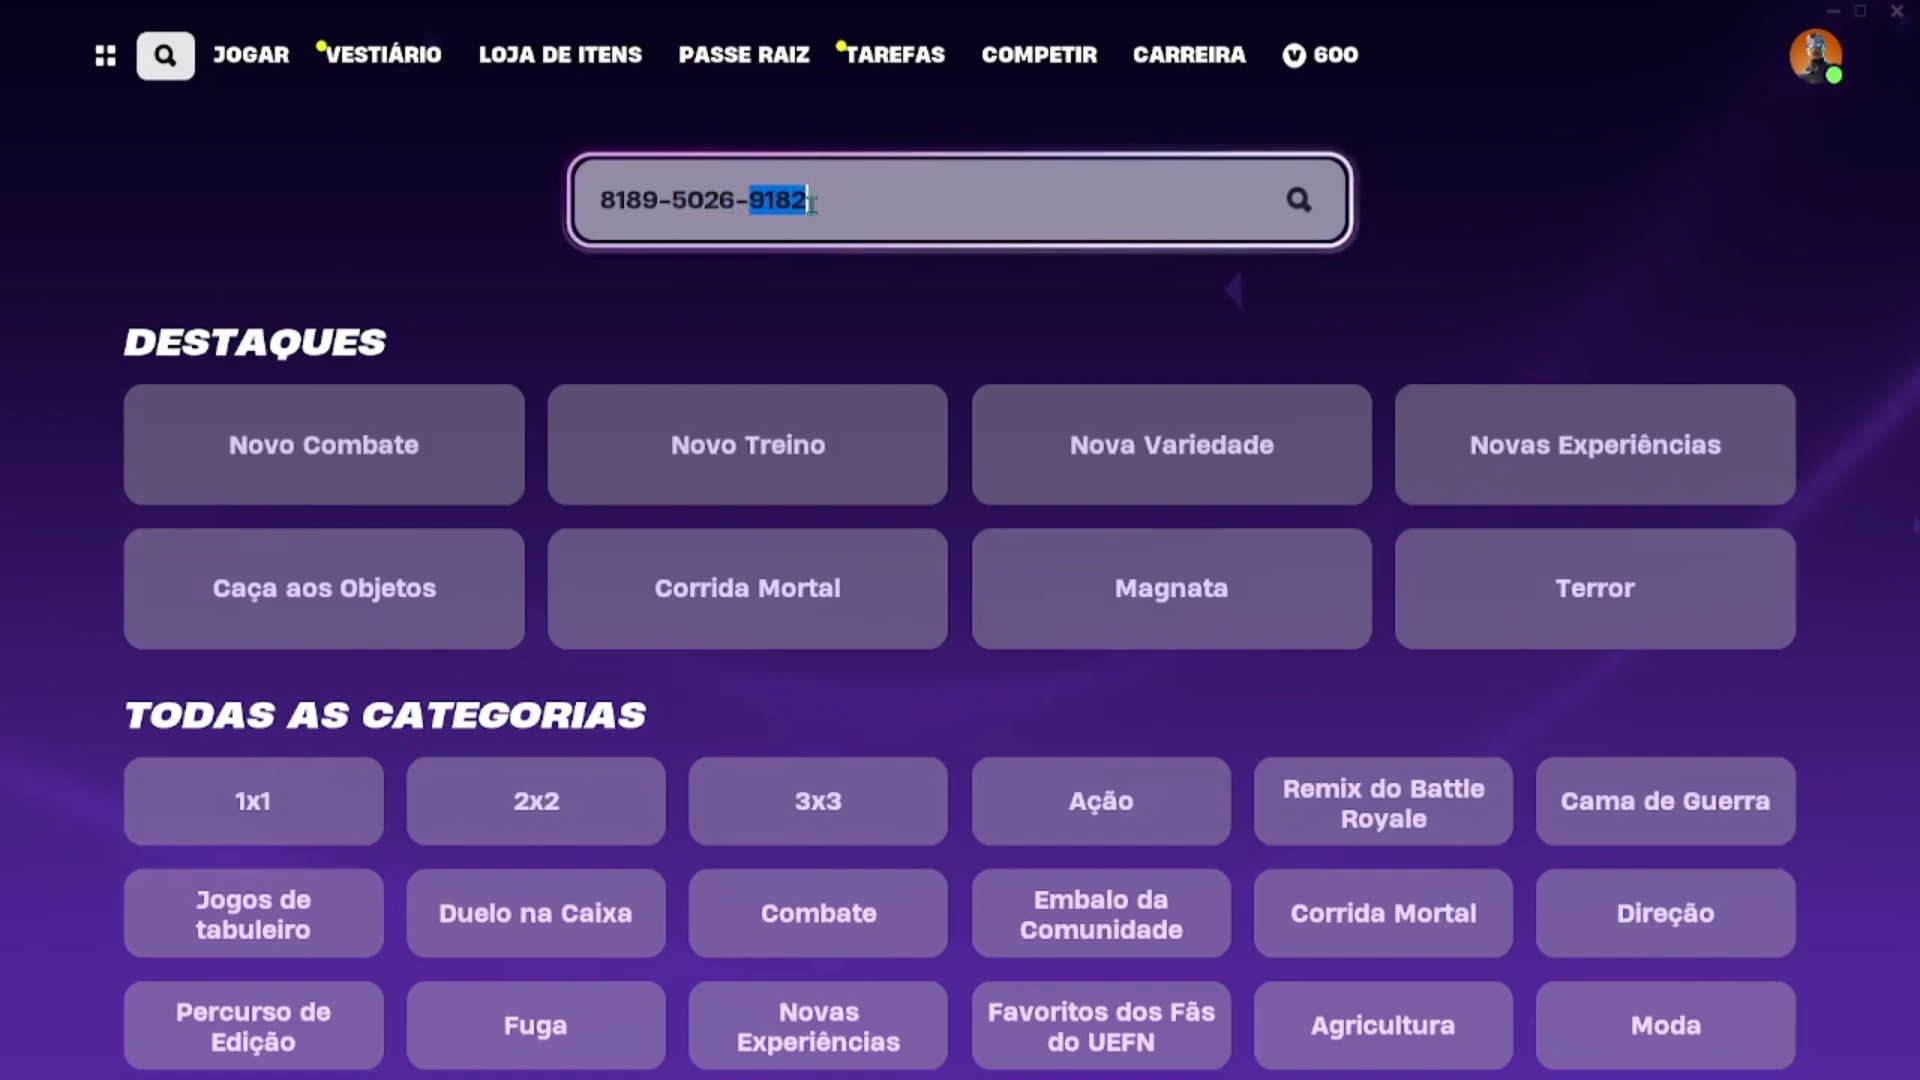 JOGAR VESTIÁRIO LOJA DE ITENS PASSE RAIZ TAREFAS COMPETIR CARREIRA 600
8189-5026-9182
DESTAQUES
Novo Combate
Novo Treino
Nova Variedade
Novas Experiências
Caça aos Objetos
Corrida Mortal
Magnata
Terror
TODAS AS CATEGORIAS
1x1
2x2
3x3
Ação
Remix do Battle
Royale
Cama de Guerra
Jogos de
tabuleiro
Duelo na Caixa
Combate
Embalo da
Comunidade
Corrida Mortal
Direção
Percurso de
Edição
Fuga
Novas
Experiências
Favoritos dos Fãs
do UEFN
Agricultura
Moda